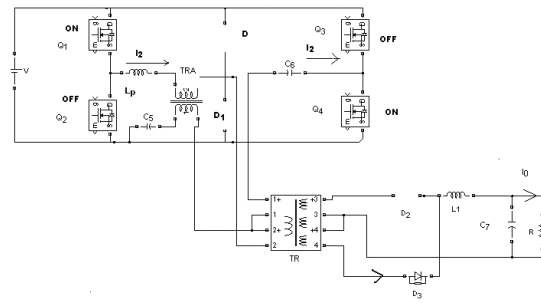 ON
Q1
V
OFF
Q2
I2
Lp
TRA
C5
D1
D
C6
I2
Q3
OFF
Q4
ON
1+
1
2+
2
+3
3
+4
4
TR
D2
L1
I0
C7
R
D3